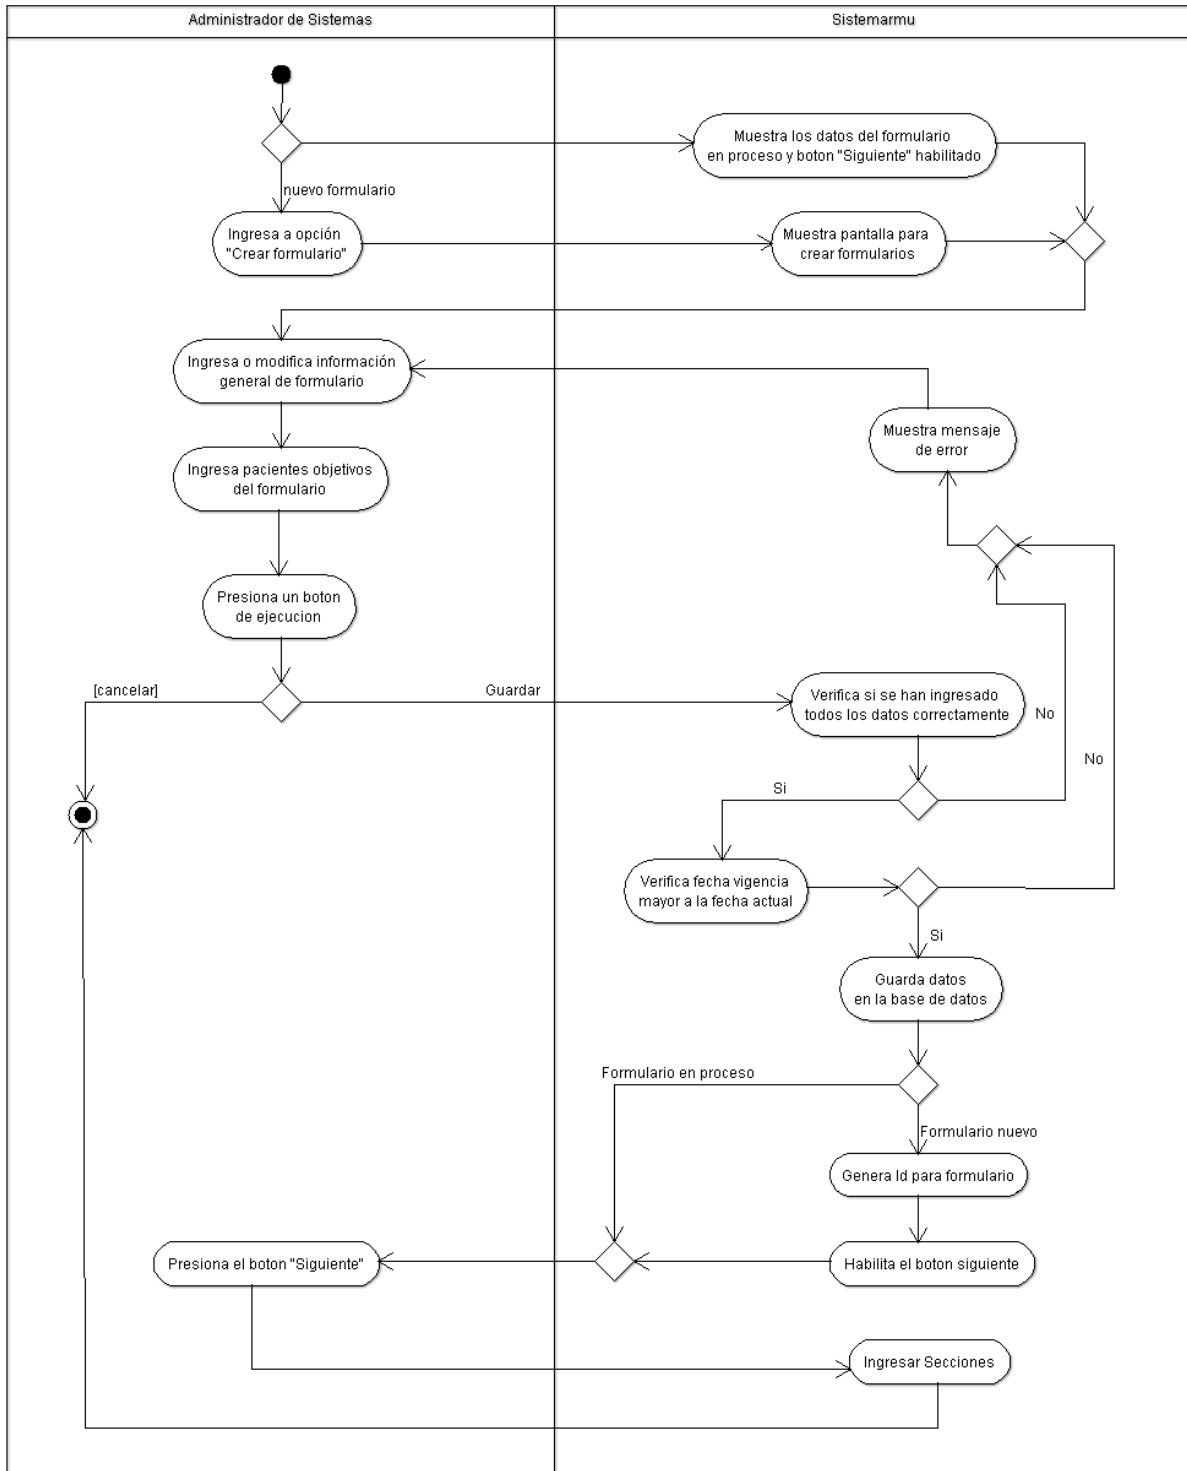 Administrador de Sistemas
Sistemarmu
Muestra los datos del formulario
en proceso y boton "Siguiente" habilitado
nuevo formulario
Ingresa a opción
"Crear formulario"
Muestra pantalla para
crear formularios
Ingresa o modifica información
general de formulario
Muestra mensaje
de error
Ingresa pacientes objetivos
del formulario
Presiona un boton
de ejecucion
[cancelar]
Guardar
Verifica si se han ingresado
todos los datos correctamente
No
No
Si
Verifica fecha vigencia
mayor a la fecha actual
Si
Guarda datos
en la base de datos
Formulario en proceso
Formulario nuevo
Genera Id para formulario
Presiona el boton "Siguiente"
Habilita el boton siguiente
Ingresar Secciones